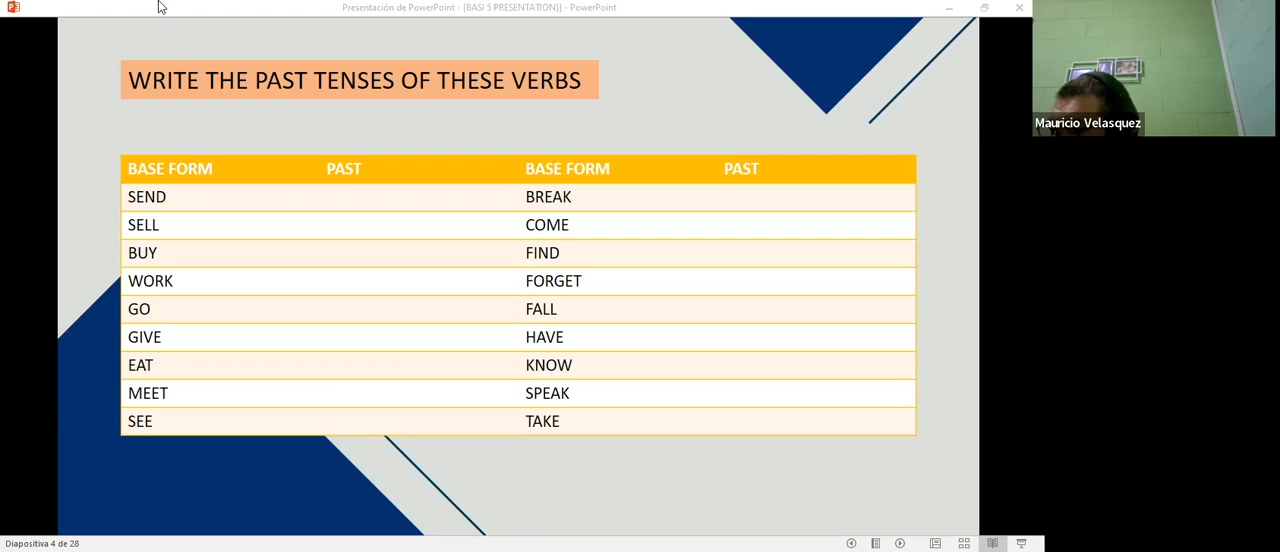 Presentación de PowerPoint - [BASI 5 PRESENTATION)] - PowerPoint
WRITE THE PAST TENSES OF THESE VERBS
BASE FORM PAST BASE FORM PAST
SEND BREAK
SELL COME
BUY FIND
WORK FORGET
GO FALL
GIVE HAVE
EAT KNOW
MEET SPEAK
SEE TAKE
Mauricio Velasquez
Diapositiva 4 de 28